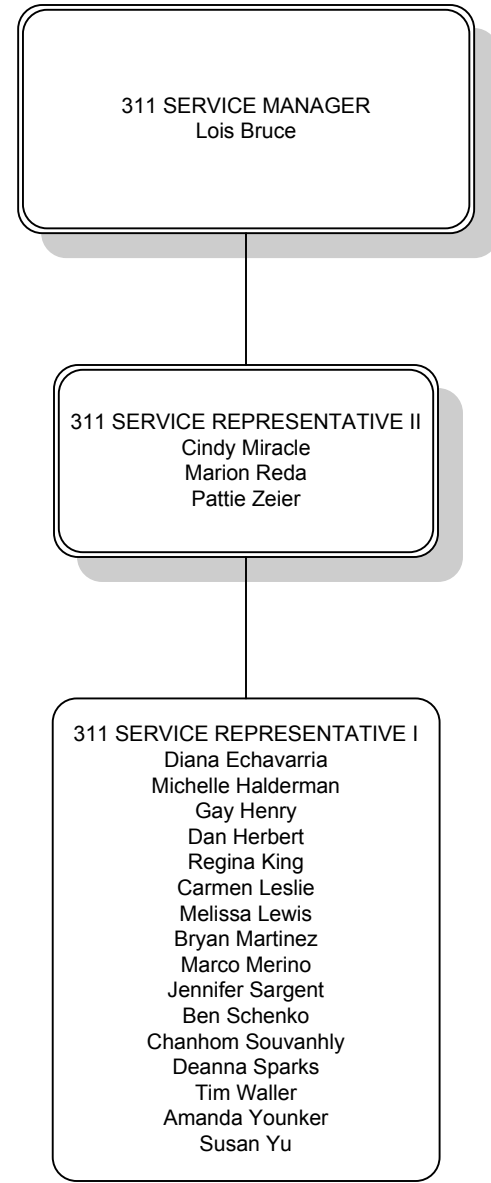 311 SERVICE MANAGER
Lois Bruce
311 SERVICE REPRESENTATIVE II
Cindy Miracle
Marion Reda
Pattie Zeier
311 SERVICE REPRESENTATIVE I
Diana Echavarria
Michelle Halderman
Gay Henry
Dan Herbert
Regina King
Carmen Leslie
Melissa Lewis
Bryan Martinez
Marco Merino
Jennifer Sargent
Ben Schenko
Chanhom Souvanhly
Deanna Sparks
Tim Waller
Amanda Younker
Susan Yu